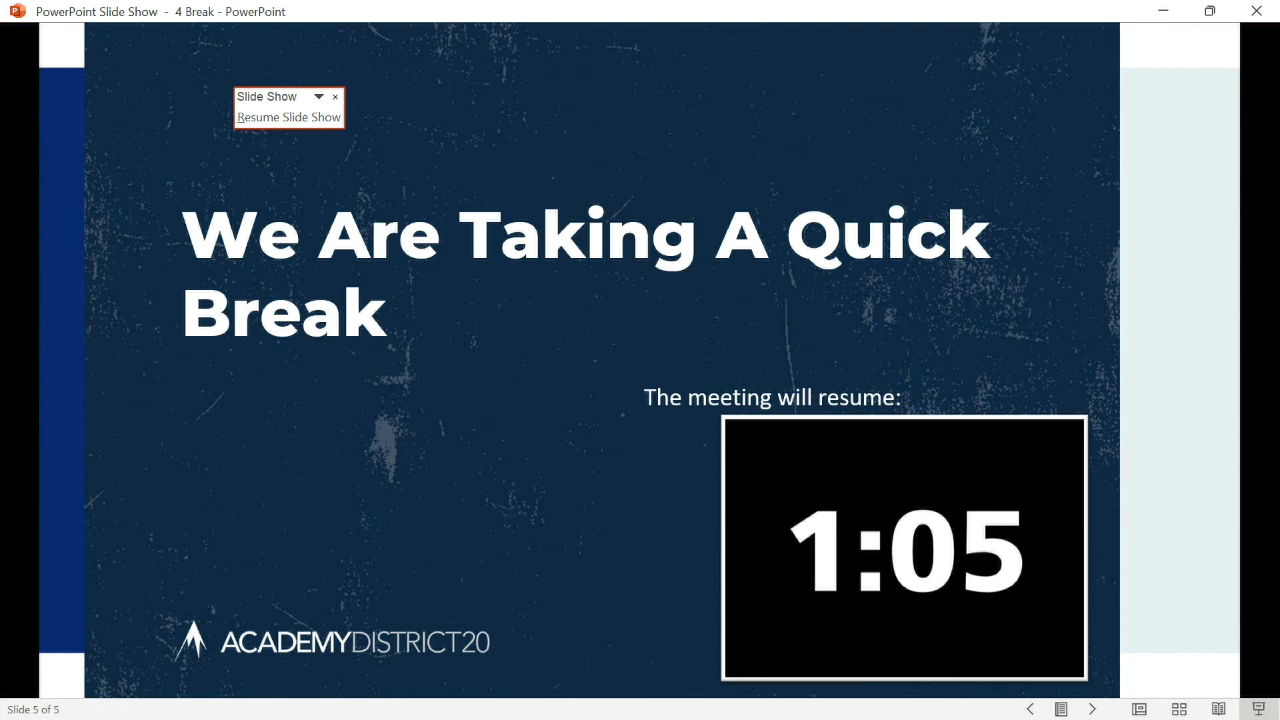 PowerPoint Slide Show - 4 Break - PowerPoint
Slide Show
Resume Slide Show
We Are Taking A Quick
Break
The meeting will resume:
1:05
ACADEMYDISTRICT20
Slide 5 of 5